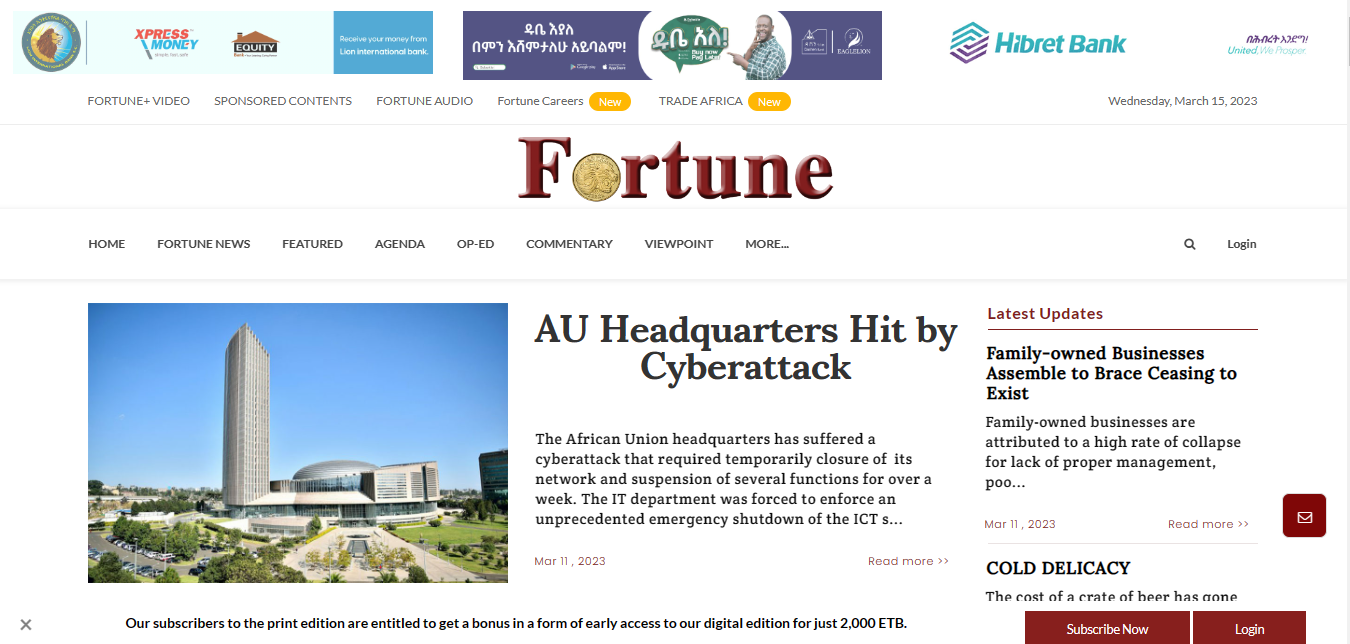 XPRESS
MONEY
EQUITY
Receive your money from
Lion international bank.
ዱቤ እየለ
በምን እሸምታለሁ ይባልም!
ዱቤ አለ!
Buy now
Pay Later
EAGLELION
Hibret Bank
በሕብረት እንደግ!
United, We Prosper.
FORTUNE+ VIDEO SPONSORED CONTENTS FORTUNE AUDIO Fortune Careers New TRADE AFRICA New Wednesday, March 15, 2023
Fortune
HOME FORTUNE NEWS FEATURED AGENDA OP-ED COMMENTARY VIEWPOINT MORE... Login
AU Headquarters Hit by
Cyberattack
The African Union headquarters has suffered a
cyberattack that required temporarily closure of its
network and suspension of several functions for over a
week. The IT department was forced to enforce an
unprecedented emergency shutdown of the ICT s...
Mar 11 , 2023 Read more >>
Latest Updates
Family-owned Businesses
Assemble to Brace Ceasing to
Exist
Family-owned businesses are
attributed to a high rate of collapse
for lack of proper management,
poo...
Mar 11 , 2023 Read more >>
COLD DELICACY
The cost of a crate of beer has gone
Our subscribers to the print edition are entitled to get a bonus in a form of early access to our digital edition for just 2,000 ETB.
Subscribe Now Login